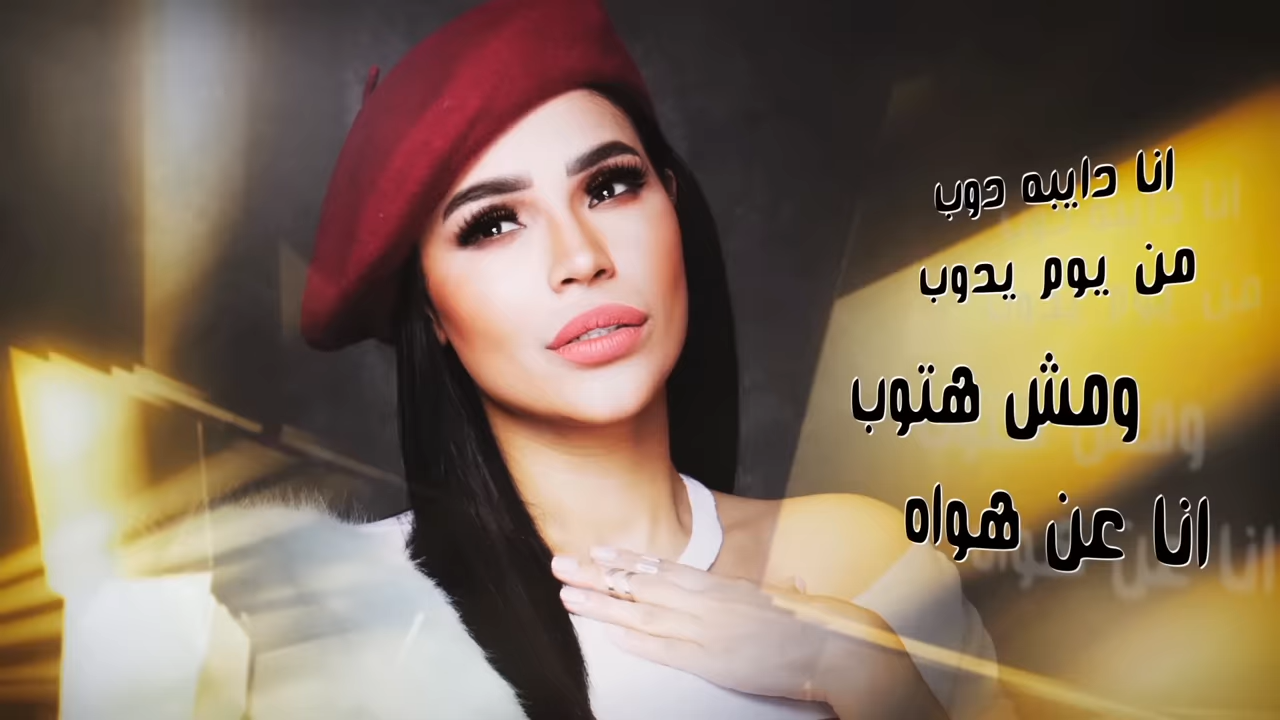 انا دايبه دوب
من يوم يدوب
ومش هتوب
انا عن هواه